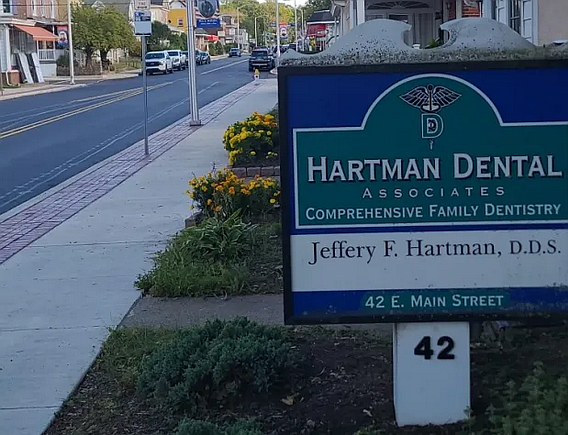 D
HARTMAN DENTAL
ASSOCIATES
COMPREHENSIVE FAMILY DENTISTRY
Jeffery F. Hartman, D.D.S.
42 E. MAIN STREET
42